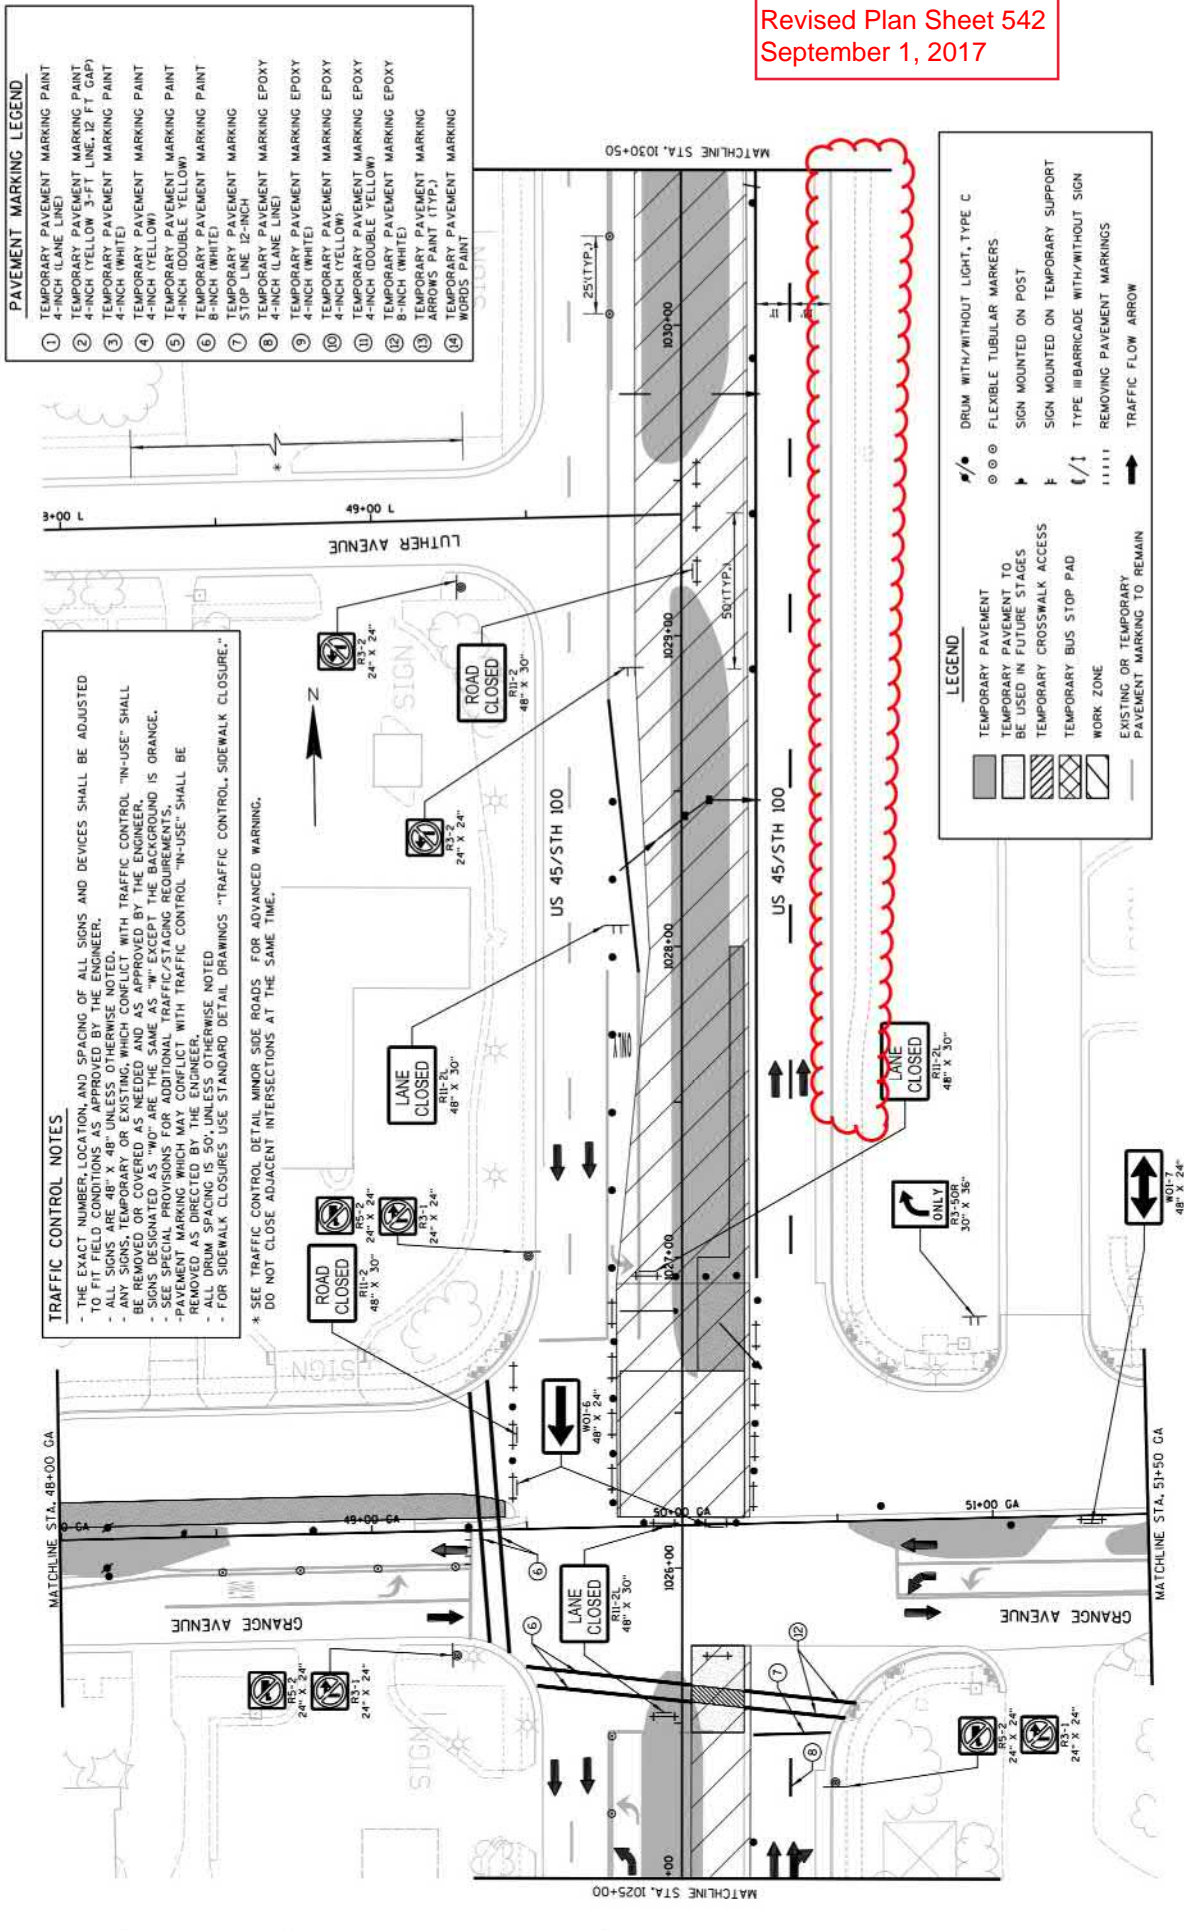 Revised Plan Sheet 542
September 1, 2017
PAVEMENT MARKING LEGEND
1 TEMPORARY PAVEMENT MARKING PAINT
4-INCH (LANE LINE)
2 TEMPORARY PAVEMENT MARKING PAINT
4-INCH (YELLOW 3-FT LINE, 12 FT GAP)
3 TEMPORARY PAVEMENT MARKING PAINT
4-INCH (WHITE)
4 TEMPORARY PAVEMENT MARKING PAINT
4-INCH (YELLOW)
5 TEMPORARY PAVEMENT MARKING PAINT
4-INCH (DOUBLE YELLOW)
6 TEMPORARY PAVEMENT MARKING PAINT
8-INCH (WHITE)
7 TEMPORARY PAVEMENT MARKING
STOP LINE 12-INCH
8 TEMPORARY PAVEMENT MARKING EPOXY
4-INCH (LANE LINE)
9 TEMPORARY PAVEMENT MARKING EPOXY
4-INCH (WHITE)
10 TEMPORARY PAVEMENT MARKING EPOXY
4-INCH (YELLOW)
11 TEMPORARY PAVEMENT MARKING EPOXY
4-INCH (DOUBLE YELLOW)
12 TEMPORARY PAVEMENT MARKING EPOXY
8-INCH (WHITE)
13 TEMPORARY PAVEMENT MARKING
ARROWS PAINT (TYP.)
14 TEMPORARY PAVEMENT MARKING
WORDS PAINT
TRAFFIC CONTROL NOTES
- THE EXACT NUMBER, LOCATION, AND SPACING OF ALL SIGNS AND DEVICES SHALL BE ADJUSTED
TO FIT FIELD CONDITIONS AS APPROVED BY THE ENGINEER.
- ALL SIGNS ARE 48" X 48" UNLESS OTHERWISE NOTED.
- ANY SIGNS, TEMPORARY OR EXISTING, WHICH CONFLICT WITH TRAFFIC CONTROL "IN-USE" SHALL
BE REMOVED OR COVERED AS NEEDED AND AS APPROVED BY THE ENGINEER.
- SIGNS DESIGNATED AS "WO" ARE THE SAME AS "W" EXCEPT THE BACKGROUND IS ORANGE.
- SEE SPECIAL PROVISIONS FOR ADDITIONAL TRAFFIC/STAGING REQUIREMENTS.
-PAVEMENT MARKING WHICH MAY CONFLICT WITH TRAFFIC CONTROL "IN-USE" SHALL BE
REMOVED AS DIRECTED BY THE ENGINEER.
- ALL DRUM SPACING IS 50', UNLESS OTHERWISE NOTED
- FOR SIDEWALK CLOSURES USE STANDARD DETAIL DRAWINGS "TRAFFIC CONTROL, SIDEWALK CLOSURE."
* SEE TRAFFIC CONTROL DETAIL MINOR SIDE ROADS FOR ADVANCED WARNING.
DO NOT CLOSE ADJACENT INTERSECTIONS AT THE SAME TIME.
LEGEND
TEMPORARY PAVEMENT
TEMPORARY PAVEMENT TO
BE USED IN FUTURE STAGES
TEMPORARY CROSSWALK ACCESS
TEMPORARY BUS STOP PAD
WORK ZONE
EXISTING OR TEMPORARY
PAVEMENT MARKING TO REMAIN
DRUM WITH/WITHOUT LIGHT, TYPE C
FLEXIBLE TUBULAR MARKERS
SIGN MOUNTED ON POST
SIGN MOUNTED ON TEMPORARY SUPPORT
TYPE III BARRICADE WITH/WITHOUT SIGN
REMOVING PAVEMENT MARKINGS
TRAFFIC FLOW ARROW
MATCHLINE STA. 1030+50
MATCHLINE STA. 1025+00
MATCHLINE STA. 48+00 GA
MATCHLINE STA. 51+50 GA
LUTHER AVENUE
49+00 L
GRANGE AVENUE
GRANGE AVENUE
49+00 GA
50+00 GA
51+00 GA
US 45/STH 100
US 45/STH 100
+00
1026+00
1027+00
1028+00
1029+00
1030+00
25'(TYP.)
50'(TYP.)
11'
N
SIGN
SIGN
SIGN
SIGN
ONLY
R3-2
24" X 24"
ROAD
CLOSED
R11-2
48" X 30"
R3-2
24" X 24"
LANE
CLOSED
R11-2L
48" X 30"
R5-2
24" X 24"
R3-1
24" X 24"
ROAD
CLOSED
R11-2
48" X 30"
WO1-6
48" X 24"
LANE
CLOSED
R11-2L
48" X 30"
LANE
CLOSED
R11-2L
48" X 30"
ONLY
R3-5OR
30" X 36"
WO1-7
48" X 24"
R5-2
24" X 24"
R3-1
24" X 24"
R5-2
24" X 24"
R3-1
24" X 24"
6
6
7
8
12